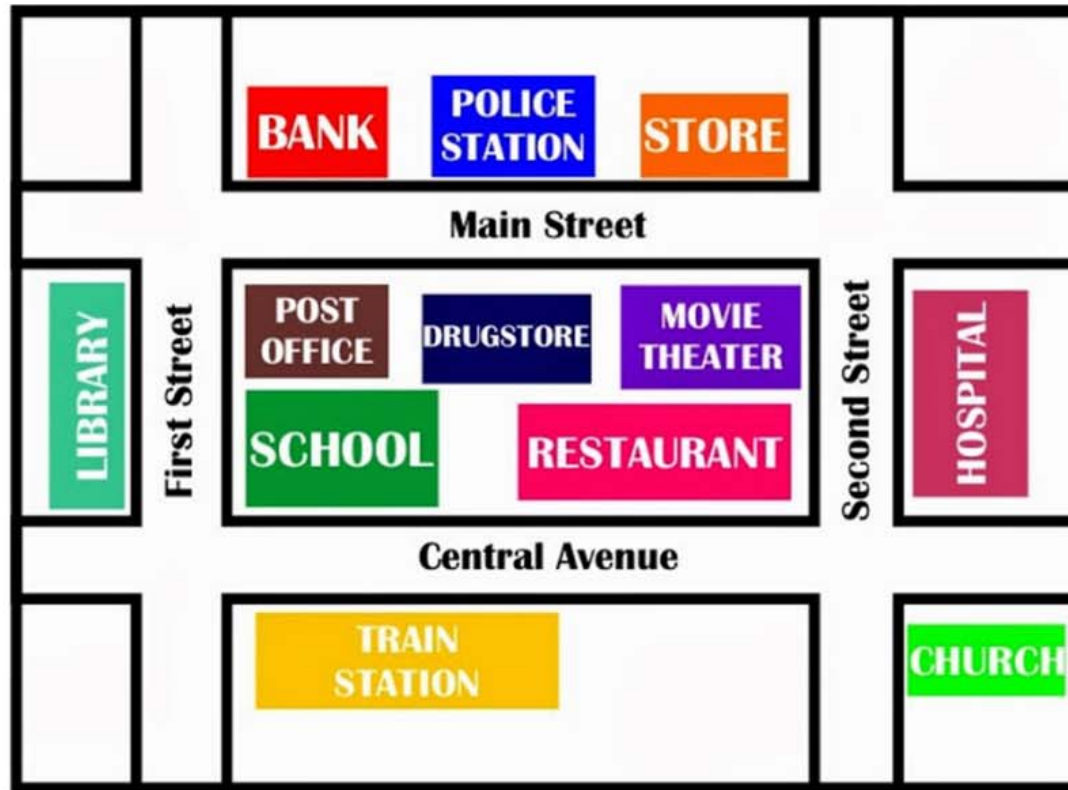 BANK
POLICE
STATION
STORE
Main Street
LIBRARY
First Street
POST
OFFICE
DRUGSTORE
MOVIE
THEATER
SCHOOL
RESTAURANT
Second Street
HOSPITAL
Central Avenue
TRAIN
STATION
CHURCH